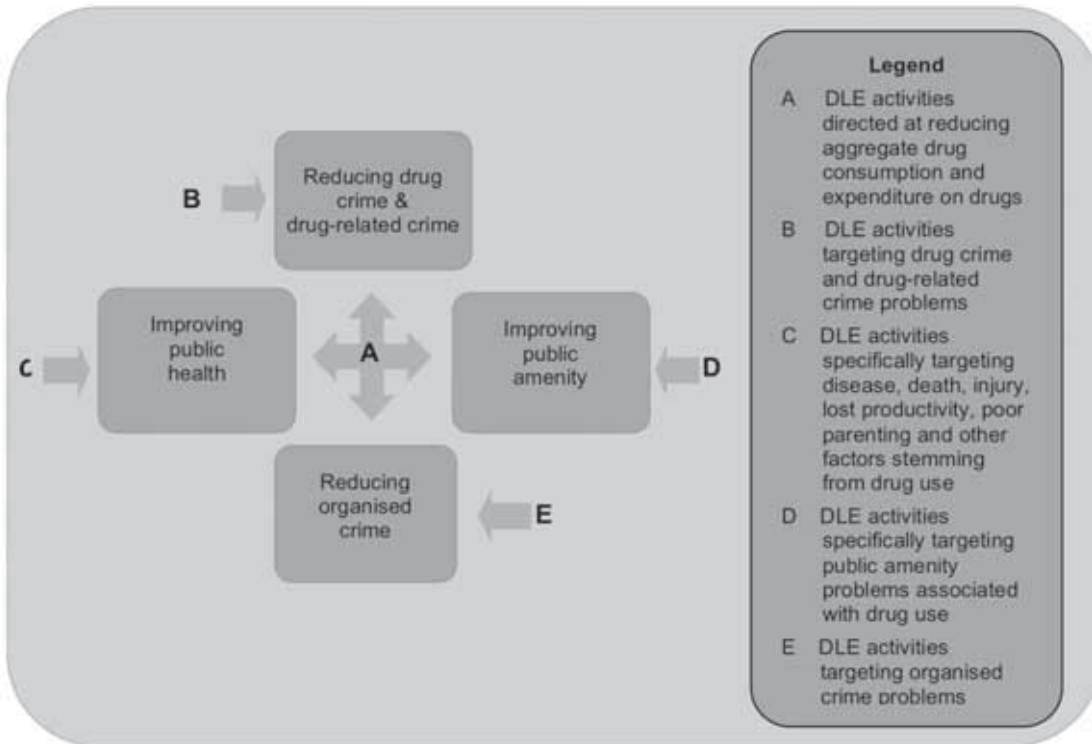 B
Reducing drug
crime &
drug-related crime
C
Improving
public
health
A
Improving
public
amenity
D
Reducing
organised
crime
E
Legend
A DLE activities
directed at reducing
aggregate drug
consumption and
expenditure on drugs
B DLE activities
targeting drug crime
and drug-related
crime problems
C DLE activities
specifically targeting
disease, death, injury,
lost productivity, poor
parenting and other
factors stemming
from drug use
D DLE activities
specifically targeting
public amenity
problems associated
with drug use
E DLE activities
targeting organised
crime problems